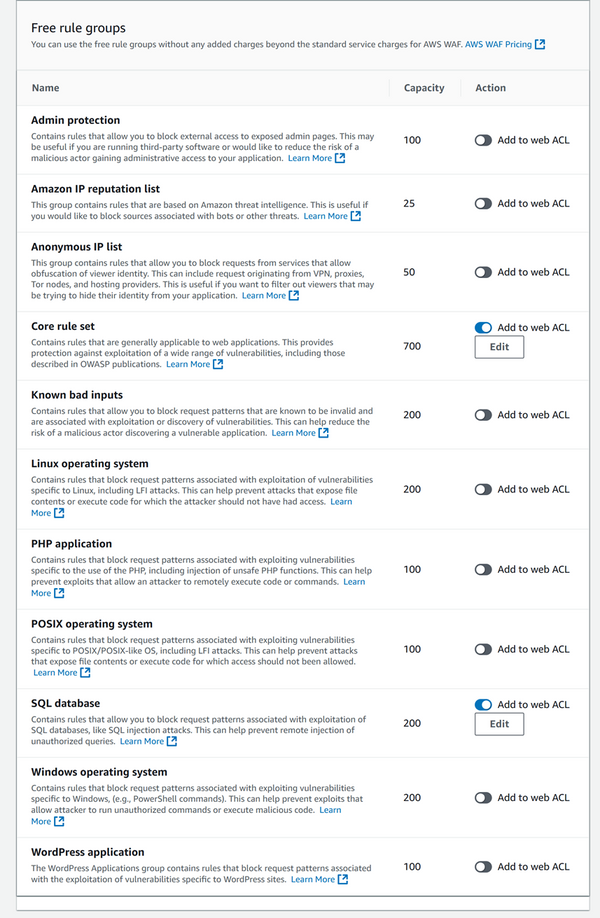 Free rule groups
You can use the free rule groups without any added charges beyond the standard service charges for AWS WAF. AWS WAF Pricing
Name Capacity Action
Admin protection
Contains rules that allow you to block external access to exposed admin pages. This may
be useful if you are running third-party software or would like to reduce the risk of a
malicious actor gaining administrative access to your application. Learn More
100
Add to web ACL
Amazon IP reputation list
This group contains rules that are based on Amazon threat intelligence. This is useful if
you would like to block sources associated with bots or other threats. Learn More
25
Add to web ACL
Anonymous IP list
This group contains rules that allow you to block requests from services that allow
obfuscation of viewer identity. This can include request originating from VPN, proxies,
Tor nodes, and hosting providers. This is useful if you want to filter out viewers that may
be trying to hide their identity from your application. Learn More
50
Add to web ACL
Core rule set
Contains rules that are generally applicable to web applications. This provides
protection against exploitation of a wide range of vulnerabilities, including those
described in OWASP publications. Learn More
700
Add to web ACL
Edit
Known bad inputs
Contains rules that allow you to block request patterns that are known to be invalid and
are associated with exploitation or discovery of vulnerabilities. This can help reduce the
risk of a malicious actor discovering a vulnerable application. Learn More
200
Add to web ACL
Linux operating system
Contains rules that block request patterns associated with exploitation of vulnerabilities
specific to Linux, including LFI attacks. This can help prevent attacks that expose file
contents or execute code for which the attacker should not have had access. Learn
More
200
Add to web ACL
PHP application
Contains rules that block request patterns associated with exploiting vulnerabilities
specific to the use of the PHP, including injection of unsafe PHP functions. This can help
prevent exploits that allow an attacker to remotely execute code or commands. Learn
More
100
Add to web ACL
POSIX operating system
Contains rules that block request patterns associated with exploiting vulnerabilities
specific to POSIX/POSIX-like OS, including LFI attacks. This can help prevent attacks
that expose file contents or execute code for which access should not been allowed.
Learn More
100
Add to web ACL
SQL database
Contains rules that allow you to block request patterns associated with exploitation of
SQL databases, like SQL injection attacks. This can help prevent remote injection of
unauthorized queries. Learn More
200
Add to web ACL
Edit
Windows operating system
Contains rules that block request patterns associated with exploiting vulnerabilities
specific to Windows, (e.g., PowerShell commands). This can help prevent exploits that
allow attacker to run unauthorized commands or execute malicious code. Learn
More
200
Add to web ACL
WordPress application
The WordPress Applications group contains rules that block request patterns associated
with the exploitation of vulnerabilities specific to WordPress sites. Learn More
100
Add to web ACL